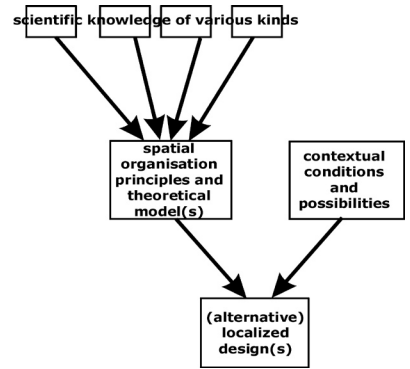 scientific knowledge of various kinds
spatial
organisation
principles and
theoretical
model(s)
contextual
conditions
and
possibilities
(alternative)
localized
design(s)